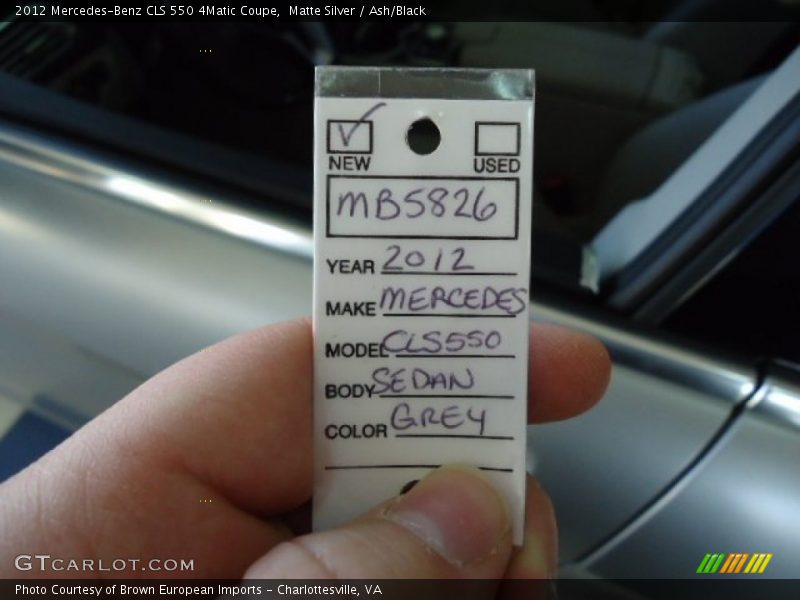 2012 Mercedes-Benz CLS 550 4Matic Coupe, Matte Silver / Ash/Black
NEW USED
MB5826
YEAR 2012
MAKE MERCEDES
MODEL CLS550
BODY SEDAN
COLOR GREY
GTCARLOT.COM
Photo Courtesy of Brown European Imports - Charlottesville, VA